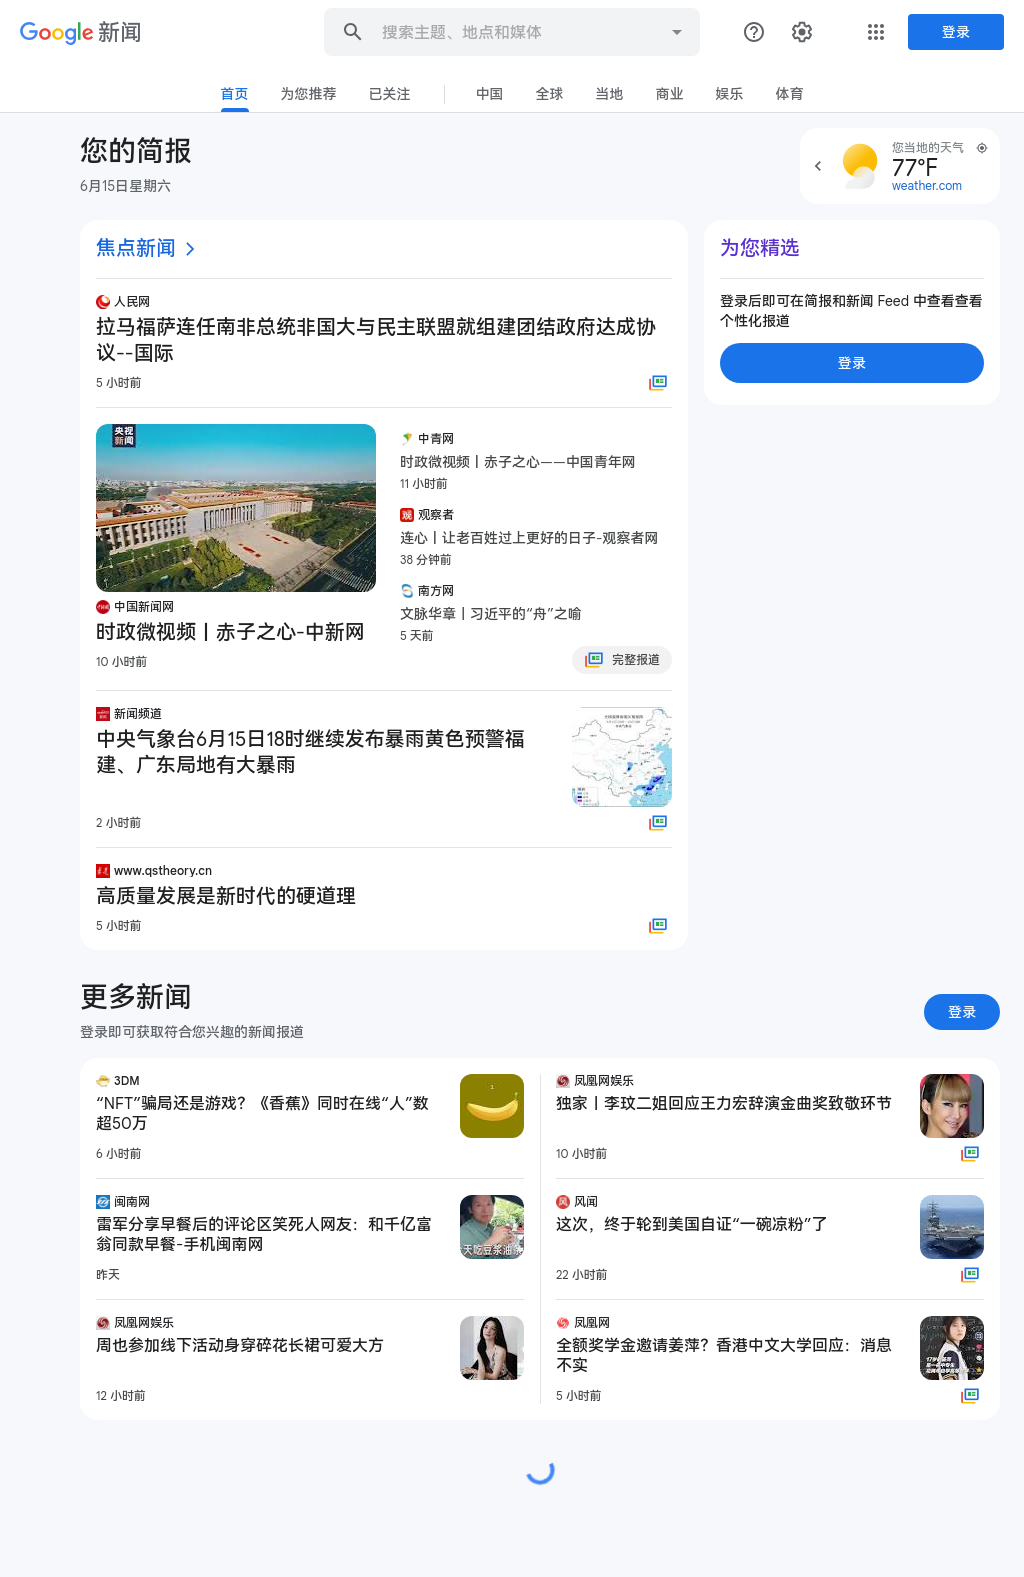 Google 新闻
搜索主题、地点和媒体
登录
首页
为您推荐
已关注
中国
全球
当地
商业
娱乐
体育
您的简报
6月15日星期六
您当地的天气
77°F
weather.com
焦点新闻
人民网
拉马福萨连任南非总统非国大与民主联盟就组建团结政府达成协
议--国际
5 小时前
央视
新闻
中国新闻网
时政微视频丨赤子之心-中新网
10 小时前
中青网
时政微视频丨赤子之心——中国青年网
11 小时前
观
观察者
连心丨让老百姓过上更好的日子-观察者网
38 分钟前
南方网
文脉华章丨习近平的“舟”之喻
5 天前
完整报道
新闻频道
中央气象台6月15日18时继续发布暴雨黄色预警福
建、广东局地有大暴雨
2 小时前
www.qstheory.cn
高质量发展是新时代的硬道理
5 小时前
为您精选
登录后即可在简报和新闻 Feed 中查看查看
个性化报道
登录
更多新闻
登录即可获取符合您兴趣的新闻报道
登录
3DM
“NFT”骗局还是游戏？《香蕉》同时在线“人”数
超50万
6 小时前
闽南网
雷军分享早餐后的评论区笑死人网友：和千亿富
翁同款早餐-手机闽南网
昨天
天吃豆浆油条
凤凰网娱乐
周也参加线下活动身穿碎花长裙可爱大方
12 小时前
凤凰网娱乐
独家丨李玟二姐回应王力宏辞演金曲奖致敬环节
10 小时前
风
风闻
这次，终于轮到美国自证“一碗凉粉”了
22 小时前
凤凰网
全额奖学金邀请姜萍？香港中文大学回应：消息
不实
5 小时前